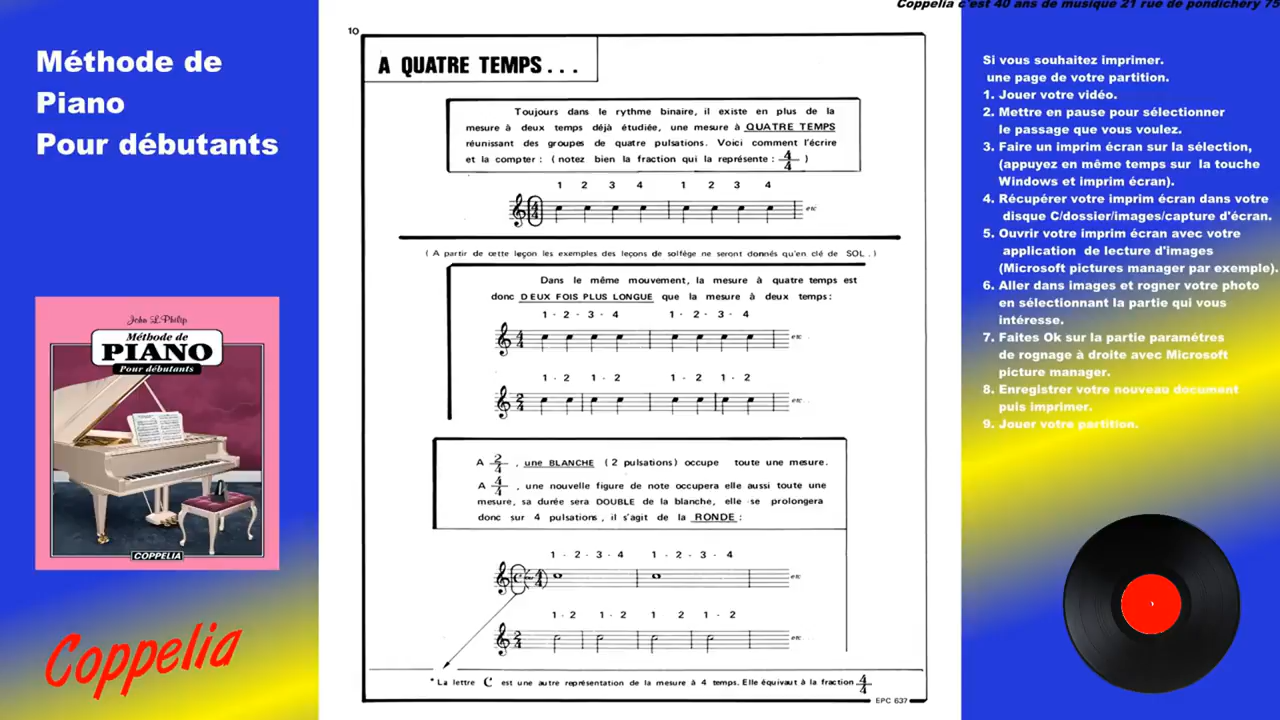 Coppelia c'est 40 ans de musique 21 rue de pondichery 75
Méthode de
Piano
Pour débutants
John L. Philip
Méthode de
PIANO
Pour débutants
COPPELIA
Coppelia
10
A QUATRE TEMPS...
Toujours dans le rythme binaire, il existe en plus de la
mesure à deux temps déjà étudiée, une mesure à QUATRE TEMPS
réunissant des groupes de quatre pulsations. Voici comment l'écrire
et la compter : ( notez bien la fraction qui la représente : 4/4 )
1 2 3 4 1 2 3 4
4/4 etc
( A partir de cette leçon les exemples des leçons de solfège ne seront donnés qu'en clé de SOL . )
Dans le même mouvement, la mesure à quatre temps est
donc DEUX FOIS PLUS LONGUE que la mesure à deux temps:
1 - 2 - 3 - 4 1 - 2 - 3 - 4
4/4 etc
1 - 2 1 - 2 1 - 2 1 - 2
2/4 etc..
A 2/4 , une BLANCHE ( 2 pulsations ) occupe toute une mesure.
A 4/4 , une nouvelle figure de note occupera elle aussi toute une
mesure, sa durée sera DOUBLE de la blanche, elle se prolongera
donc sur 4 pulsations, il s'agit de la RONDE :
1 - 2 - 3 - 4 1 - 2 - 3 - 4
C = 4/4 etc
1 - 2 1 - 2 1 2 1 - 2
2/4 etc...
* La lettre C est une autre représentation de la mesure à 4 temps. Elle équivaut à la fraction 4/4
EPC 637
Si vous souhaitez imprimer.
une page de votre partition.
1. Jouer votre vidéo.
2. Mettre en pause pour sélectionner
le passage que vous voulez.
3. Faire un imprim écran sur la sélection,
(appuyez en même temps sur la touche
Windows et imprim écran).
4. Récupérer votre imprim écran dans votre
disque C/dossier/images/capture d'écran.
5. Ouvrir votre imprim écran avec votre
application de lecture d'images
(Microsoft pictures manager par exemple).
6. Aller dans images et rogner votre photo
en sélectionnant la partie qui vous
intéresse.
7. Faites Ok sur la partie paramétres
de rognage à droite avec Microsoft
picture manager.
8. Enregistrer votre nouveau document
puis imprimer.
9. Jouer votre partition.